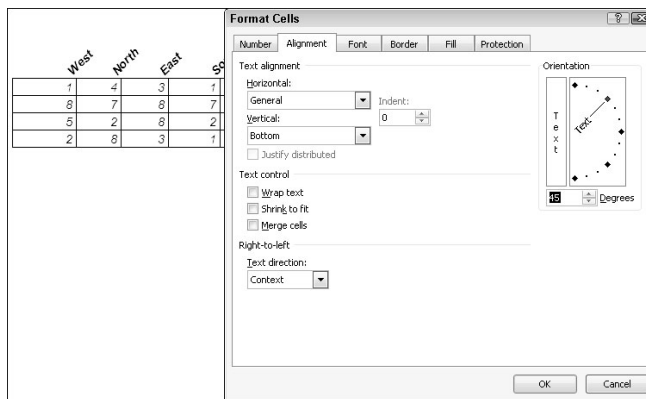 West North East So
1 4 3 1
8 7 8 7
5 2 8 2
2 8 3 1
Format Cells
Number Alignment Font Border Fill Protection
Text alignment
Horizontal:
General
Indent:
0
Vertical:
Bottom
Justify distributed
Text control
Wrap text
Shrink to fit
Merge cells
Right-to-left
Text direction:
Context
Orientation
Text
Text
45 Degrees
OK Cancel